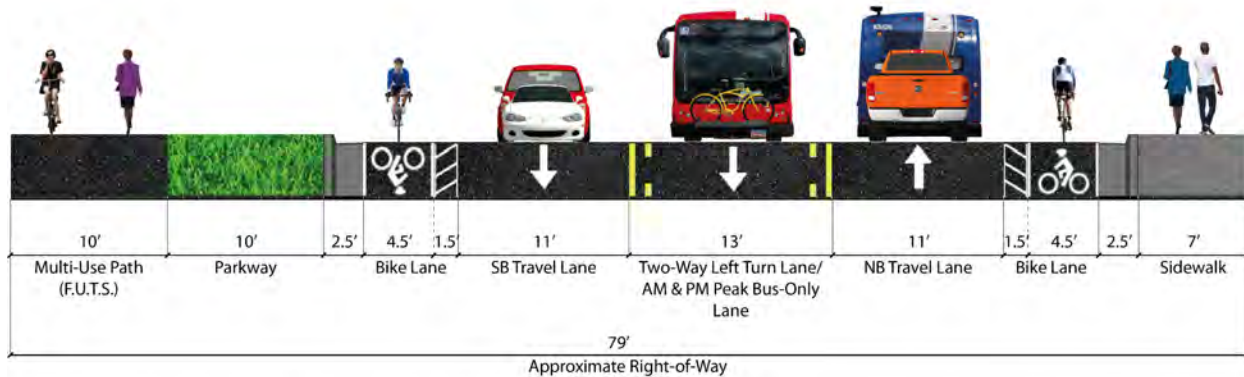 10'
10'
2.5'
4.5'
1.5'
11'
13'
11'
1.5'
4.5'
2.5'
7'
Multi-Use Path
(F.U.T.S.)
Parkway
Bike Lane
SB Travel Lane
Two-Way Left Turn Lane/
AM & PM Peak Bus-Only
Lane
NB Travel Lane
Bike Lane
Sidewalk
79'
Approximate Right-of-Way